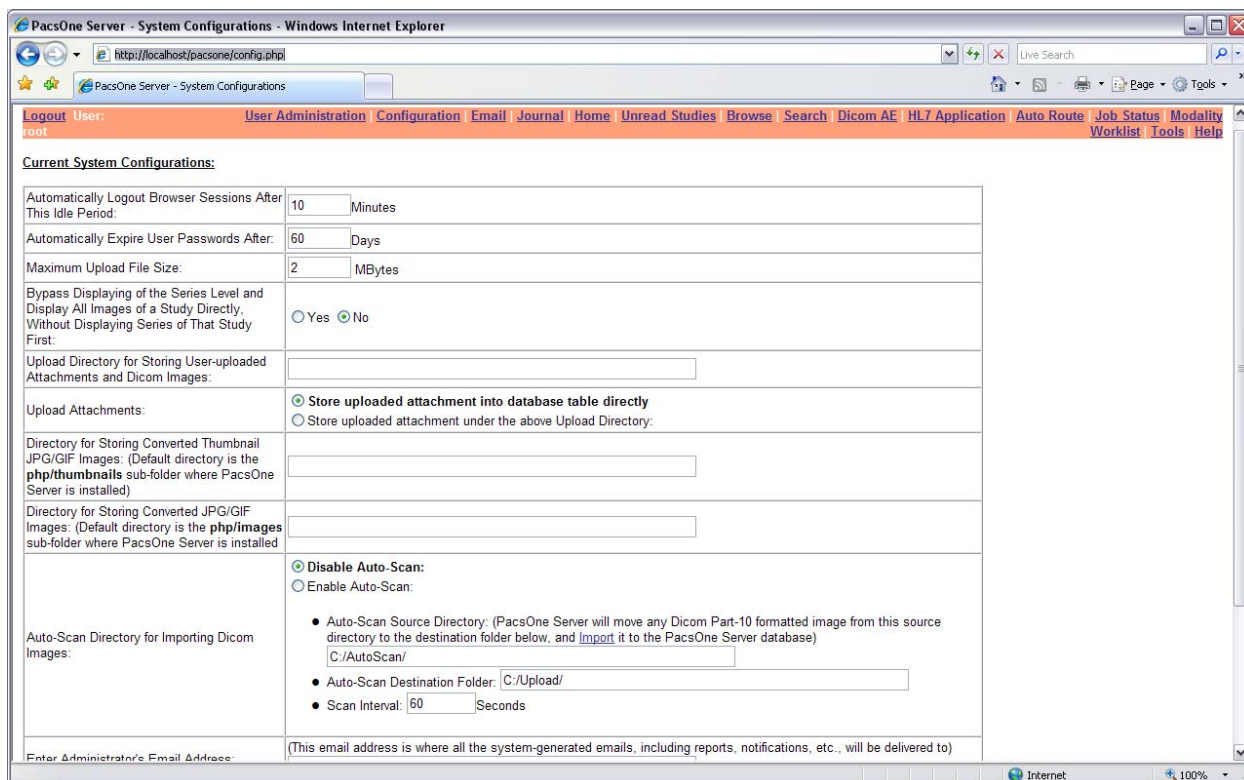 PacsOne Server - System Configurations - Windows Internet Explorer
http://localhost/pacsone/config.php
Live Search
PacsOne Server - System Configurations
Page
Tools
Logout User: User Administration | Configuration | Email | Journal | Home | Unread Studies | Browse | Search | Dicom AE | HL7 Application | Auto Route | Job Status | Modality
root Worklist | Tools | Help
Current System Configurations:
Automatically Logout Browser Sessions After
This Idle Period:
10 Minutes
Automatically Expire User Passwords After:
60 Days
Maximum Upload File Size:
2 MBytes
Bypass Displaying of the Series Level and
Display All Images of a Study Directly,
Without Displaying Series of That Study
First:
Yes No
Upload Directory for Storing User-uploaded
Attachments and Dicom Images:
Upload Attachments:
Store uploaded attachment into database table directly
Store uploaded attachment under the above Upload Directory:
Directory for Storing Converted Thumbnail
JPG/GIF Images: (Default directory is the
php/thumbnails sub-folder where PacsOne
Server is installed)
Directory for Storing Converted JPG/GIF
Images: (Default directory is the php/images
sub-folder where PacsOne Server is installed
Auto-Scan Directory for Importing Dicom
Images:
Disable Auto-Scan:
Enable Auto-Scan:
Auto-Scan Source Directory: (PacsOne Server will move any Dicom Part-10 formatted image from this source
directory to the destination folder below, and Import it to the PacsOne Server database)
C:/AutoScan/
Auto-Scan Destination Folder: C:/Upload/
Scan Interval: 60 Seconds
Enter Administrator's Email Address:
(This email address is where all the system-generated emails, including reports, notifications, etc., will be delivered to)
Internet
100%